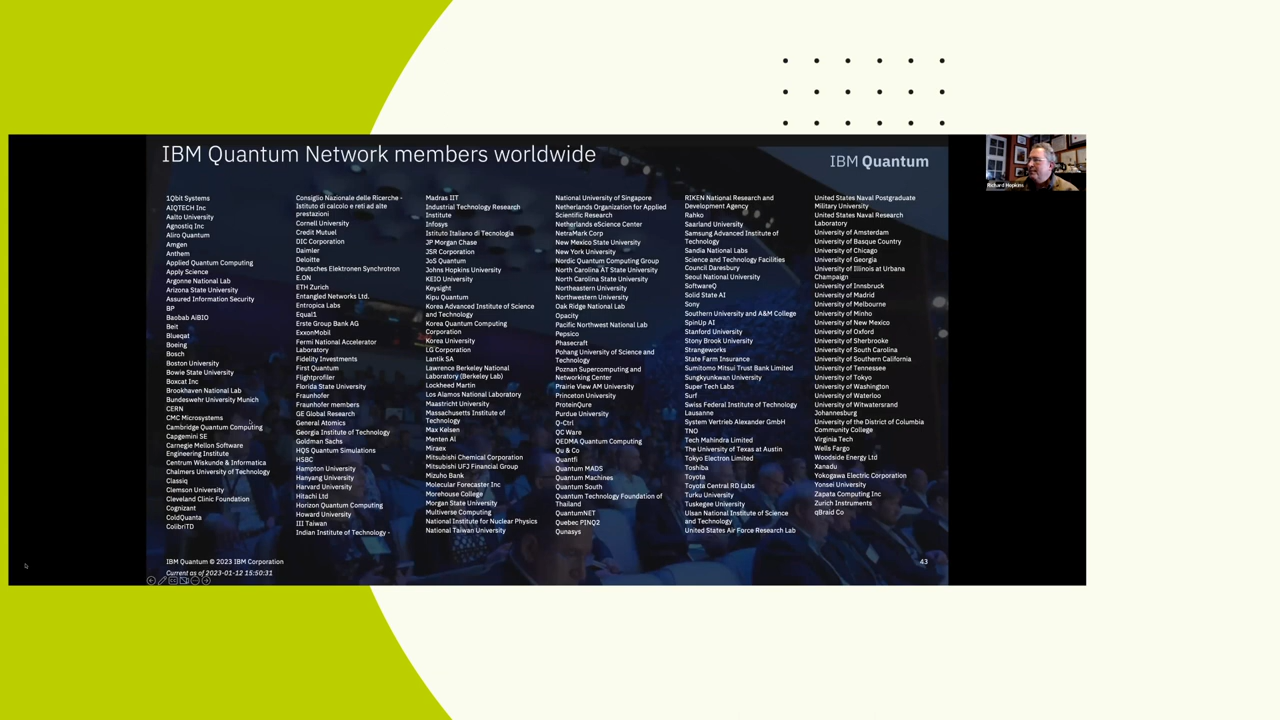 IBM Quantum Network members worldwide
IBM Quantum
Richard Hopkins
1Qbit Systems
AIQTECH Inc
Aalto University
Agnostiq Inc
Aliro Quantum
Amgen
Anthem
Applied Quantum Computing
Apply Science
Argonne National Lab
Arizona State University
Assured Information Security
BP
Baobab AiBIO
Beit
Blueqat
Boeing
Bosch
Boston University
Bowie State University
Boxcat Inc
Brookhaven National Lab
Bundeswehr University Munich
CERN
CMC Microsystems
Cambridge Quantum Computing
Capgemini SE
Carnegie Mellon Software
Engineering Institute
Centrum Wiskunde & Informatica
Chalmers University of Technology
Classiq
Clemson University
Cleveland Clinic Foundation
Cognizant
ColdQuanta
ColibriTD
Consiglio Nazionale delle Ricerche -
Istituto di calcolo e reti ad alte
prestazioni
Cornell University
Credit Mutuel
DIC Corporation
Daimler
Deloitte
Deutsches Elektronen Synchrotron
E.ON
ETH Zurich
Entangled Networks Ltd.
Entropica Labs
Equal1
Erste Group Bank AG
ExxonMobil
Fermi National Accelerator
Laboratory
Fidelity Investments
First Quantum
Flightprofiler
Florida State University
Fraunhofer
Fraunhofer members
GE Global Research
General Atomics
Georgia Institute of Technology
Goldman Sachs
HQS Quantum Simulations
HSBC
Hampton University
Hanyang University
Harvard University
Hitachi Ltd
Horizon Quantum Computing
Howard University
III Taiwan
Indian Institute of Technology -
Madras IIT
Industrial Technology Research
Institute
Infosys
Istituto Italiano di Tecnologia
JP Morgan Chase
JSR Corporation
JoS Quantum
Johns Hopkins University
KEIO University
Keysight
Kipu Quantum
Korea Advanced Institute of Science
and Technology
Korea Quantum Computing
Corporation
Korea University
LG Corporation
Lantik SA
Lawrence Berkeley National
Laboratory (Berkeley Lab)
Lockheed Martin
Los Alamos National Laboratory
Maastricht University
Massachusetts Institute of
Technology
Max Kelsen
Menten AI
Miraex
Mitsubishi Chemical Corporation
Mitsubishi UFJ Financial Group
Mizuho Bank
Molecular Forecaster Inc
Morehouse College
Morgan State University
Multiverse Computing
National Institute for Nuclear Physics
National Taiwan University
National University of Singapore
Netherlands Organization for Applied
Scientific Research
Netherlands eScience Center
NetraMark Corp
New Mexico State University
New York University
Nordic Quantum Computing Group
North Carolina AT State University
North Carolina State University
Northeastern University
Northwestern University
Oak Ridge National Lab
Opacity
Pacific Northwest National Lab
Pepsico
Phasecraft
Pohang University of Science and
Technology
Poznan Supercomputing and
Networking Center
Prairie View AM University
Princeton University
ProteinQure
Purdue University
Q-Ctrl
QC Ware
QEDMA Quantum Computing
Qu & Co
Quantfi
Quantum MADS
Quantum Machines
Quantum South
Quantum Technology Foundation of
Thailand
QuantumNET
Quebec PINQ2
Qunasys
RIKEN National Research and
Development Agency
Rahko
Saarland University
Samsung Advanced Institute of
Technology
Sandia National Labs
Science and Technology Facilities
Council Daresbury
Seoul National University
SoftwareQ
Solid State AI
Sony
Southern University and A&M College
SpinUp AI
Stanford University
Stony Brook University
Strangeworks
State Farm Insurance
Sumitomo Mitsui Trust Bank Limited
Sungkyunkwan University
Super Tech Labs
Surf
Swiss Federal Institute of Technology
Lausanne
System Vertrieb Alexander GmbH
TNO
Tech Mahindra Limited
The University of Texas at Austin
Tokyo Electron Limited
Toshiba
Toyota
Toyota Central RD Labs
Turku University
Tuskegee University
Ulsan National Institute of Science
and Technology
United States Air Force Research Lab
United States Naval Postgraduate
Military University
United States Naval Research
Laboratory
University of Amsterdam
University of Basque Country
University of Chicago
University of Georgia
University of Illinois at Urbana
Champaign
University of Innsbruck
University of Madrid
University of Melbourne
University of Minho
University of New Mexico
University of Oxford
University of Sherbrooke
University of South Carolina
University of Southern California
University of Tennessee
University of Tokyo
University of Washington
University of Waterloo
University of Witwatersrand
Johannesburg
University of the District of Columbia
Community College
Virginia Tech
Wells Fargo
Woodside Energy Ltd
Xanadu
Yokogawa Electric Corporation
Yonsei University
Zapata Computing Inc
Zurich Instruments
qBraid Co
IBM Quantum © 2023 IBM Corporation
43
Current as of 2023-01-12 15:50:31